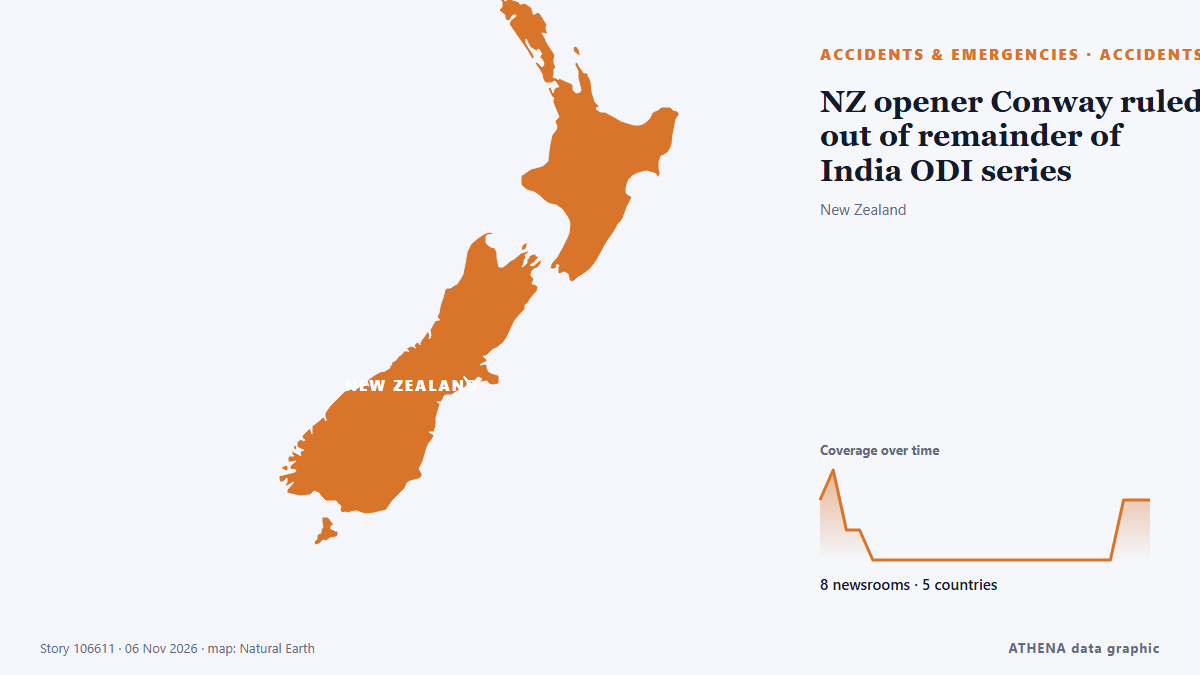 ACCIDENTS & EMERGENCIES · ACCIDENTS
NZ opener Conway ruled
out of remainder of
India ODI series
New Zealand
NEW ZEALAND
Coverage over time
8 newsrooms · 5 countries
Story 106611 · 06 Nov 2026 · map: Natural Earth
ATHENA data graphic